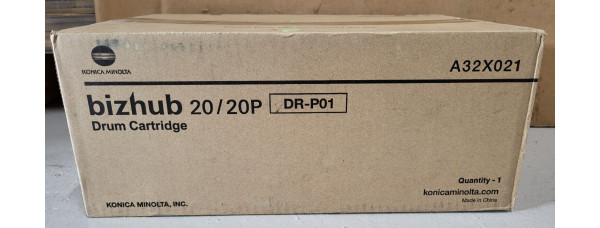 KONICA MINOLTA
A32X021
bizhub 20/20P DR-P01
Drum Cartridge
Quantity - 1
konicaminolta.com
Made in China
KONICA MINOLTA, INC.